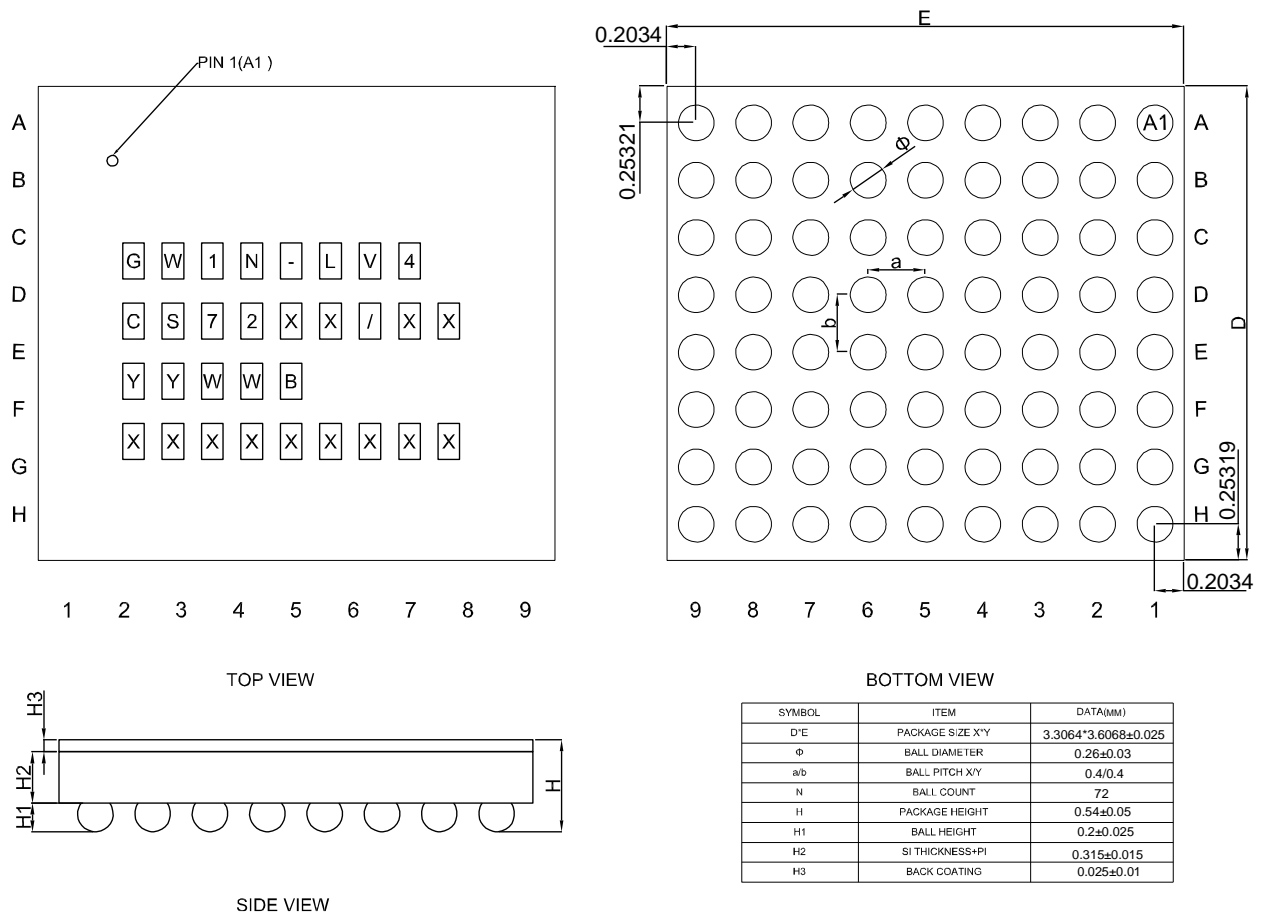 E
0.2034
PIN 1(A1 )
A
B
C
D
E
F
G
H
0.25321
Φ
A1
A
B
C
D
E
F
G
H
a
b
D
0.25319
0.2034
G W 1 N - L V 4
C S 7 2 X X / X X
Y Y W W B
X X X X X X X X X
1 2 3 4 5 6 7 8 9
9 8 7 6 5 4 3 2 1
TOP VIEW
BOTTOM VIEW
H3
H2
H1
H
SIDE VIEW
SYMBOL ITEM DATA(MM)
D*E PACKAGE SIZE X*Y 3.3064*3.6068±0.025
Φ BALL DIAMETER 0.26±0.03
a/b BALL PITCH X/Y 0.4/0.4
N BALL COUNT 72
H PACKAGE HEIGHT 0.54±0.05
H1 BALL HEIGHT 0.2±0.025
H2 SI THICKNESS+PI 0.315±0.015
H3 BACK COATING 0.025±0.01